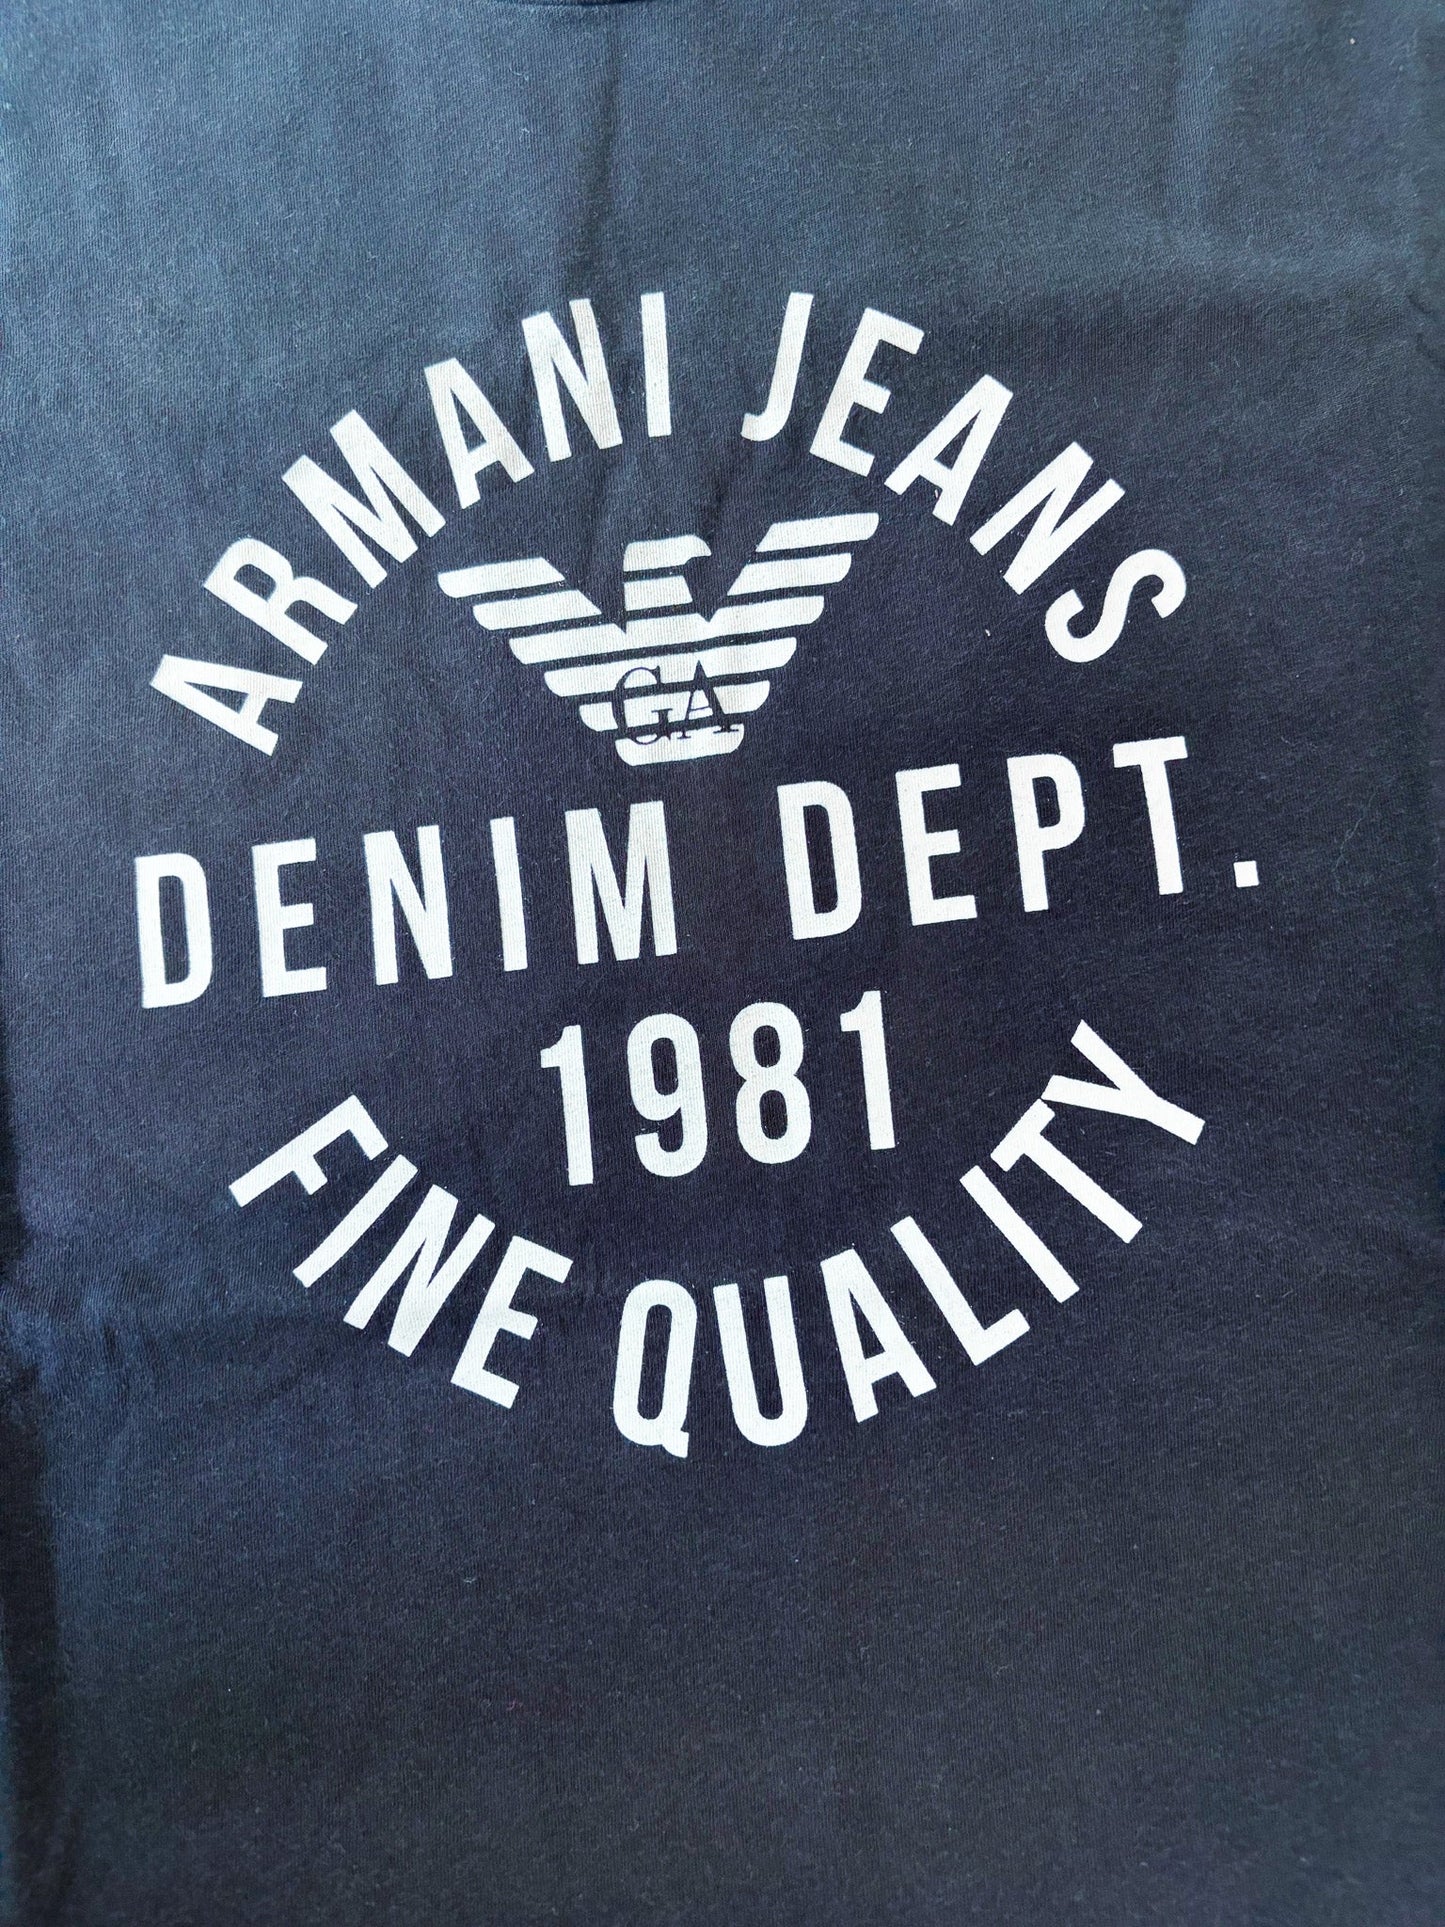 ARMANI JEANS
GA
DENIM DEPT.
1981
FINE QUALITY